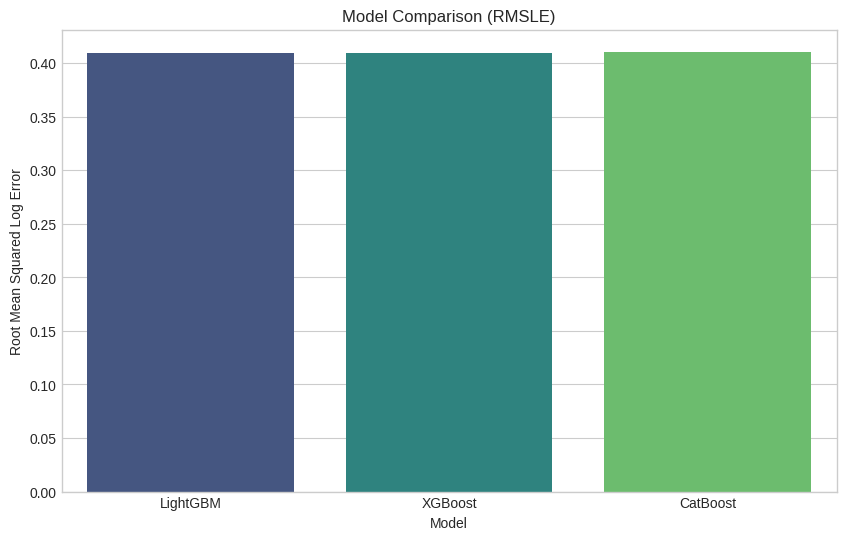 Model Comparison (RMSLE)
Root Mean Squared Log Error
0.40
0.35
0.30
0.25
0.20
0.15
0.10
0.05
0.00
LightGBM XGBoost CatBoost
Model